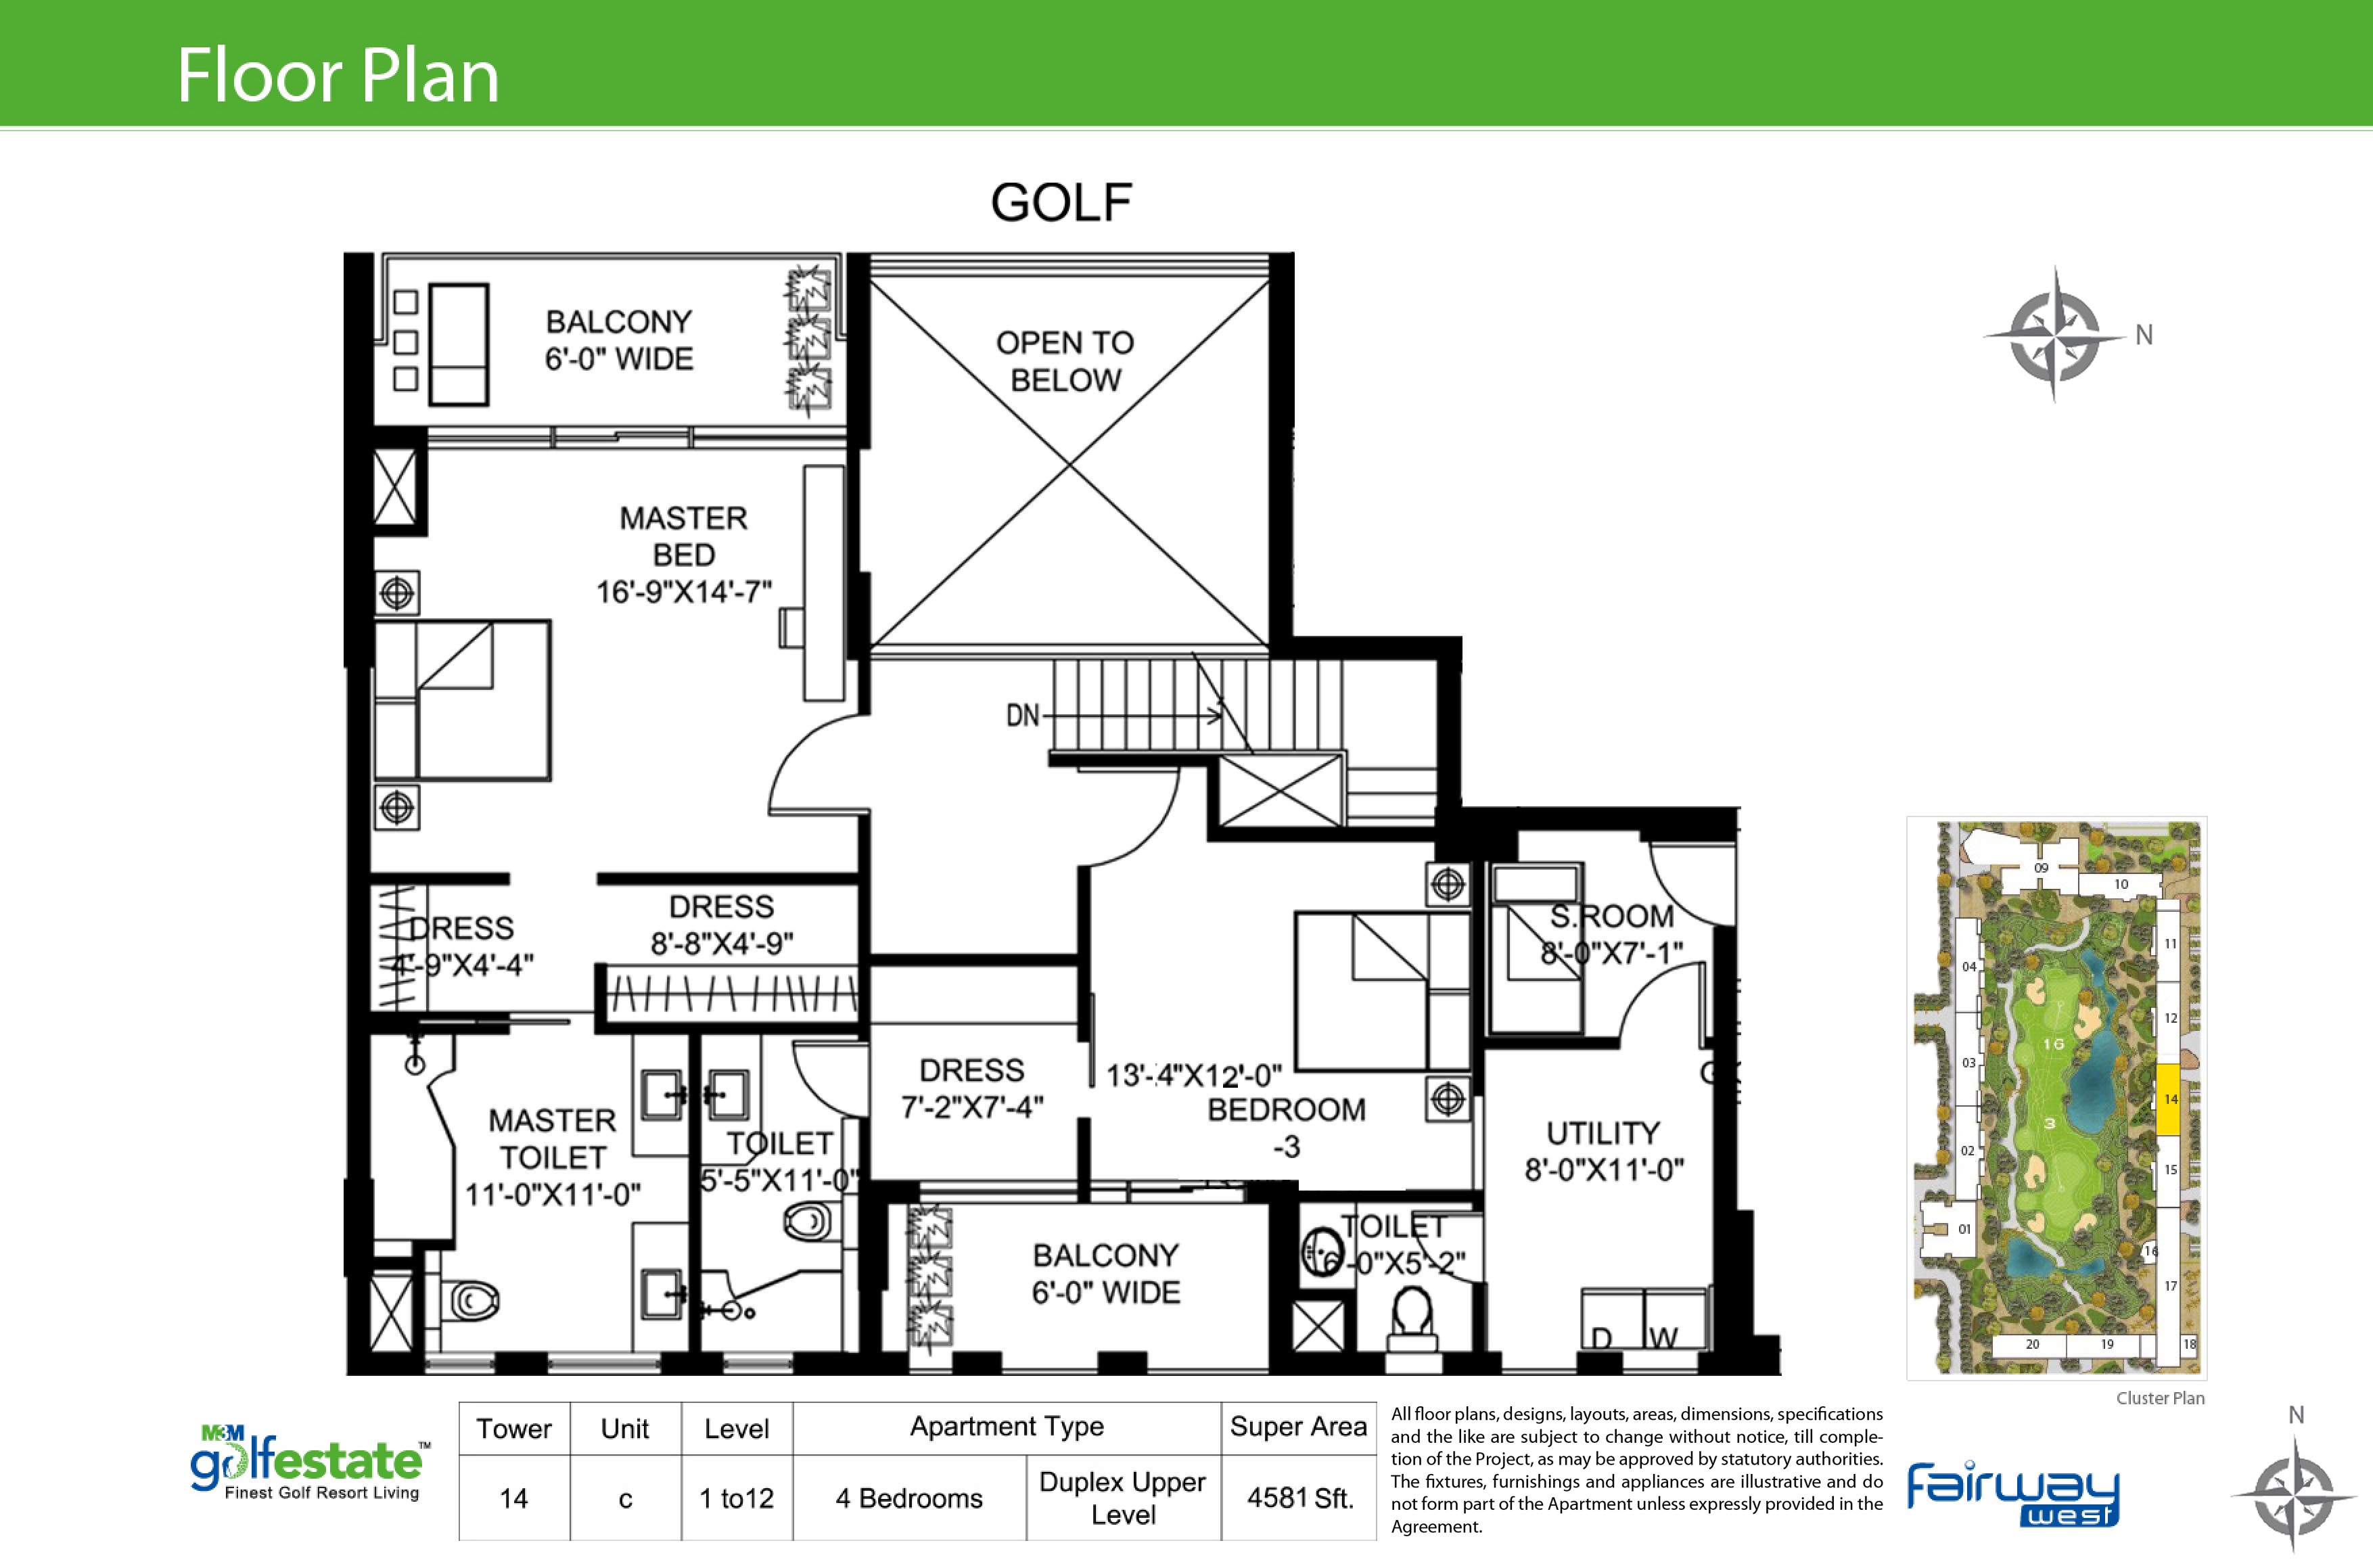 Floor Plan
GOLF
N
BALCONY
6'-0" WIDE
OPEN TO
BELOW
MASTER
BED
16'-9"X14'-7"
DN
DRESS
4'-9"X4'-4"
DRESS
8'-8"X4'-9"
S.ROOM
8'-0"X7'-1"
DRESS
7'-2"X7'-4"
13'-4"X12'-0"
BEDROOM
-3
MASTER
TOILET
11'-0"X11'-0"
TOILET
5'-5"X11'-0"
UTILITY
8'-0"X11'-0"
BALCONY
6'-0" WIDE
TOILET
6'-0"X5'-2"
D W
09
10
11
04
12
16
03
14
3
02
15
01
16
17
20
19
18
Cluster Plan
N
M3M
golfestate™
Finest Golf Resort Living
Tower Unit Level Apartment Type Super Area
14 c 1 to12 4 Bedrooms Duplex Upper Level 4581 Sft.
All floor plans, designs, layouts, areas, dimensions, specifications
and the like are subject to change without notice, till comple-
tion of the Project, as may be approved by statutory authorities.
The fixtures, furnishings and appliances are illustrative and do
not form part of the Apartment unless expressly provided in the
Agreement.
Fairway
west